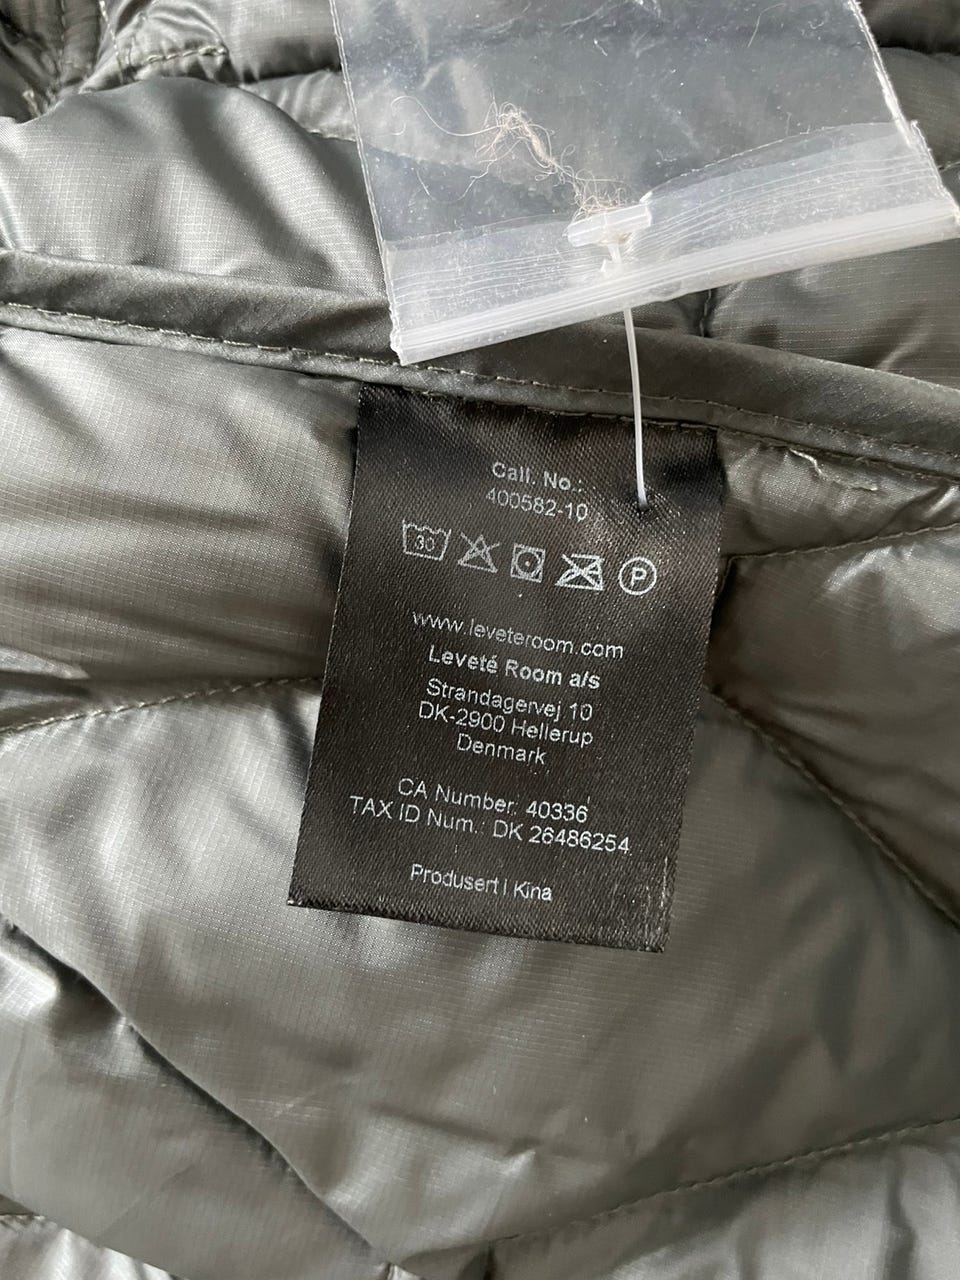 Call. No.:
400582-10
30
P
www.leveteroom.com
Leveté Room a/s
Strandagervej 10
DK-2900 Hellerup
Denmark
CA Number: 40336
TAX ID Num.: DK 26486254
Produsert I Kina